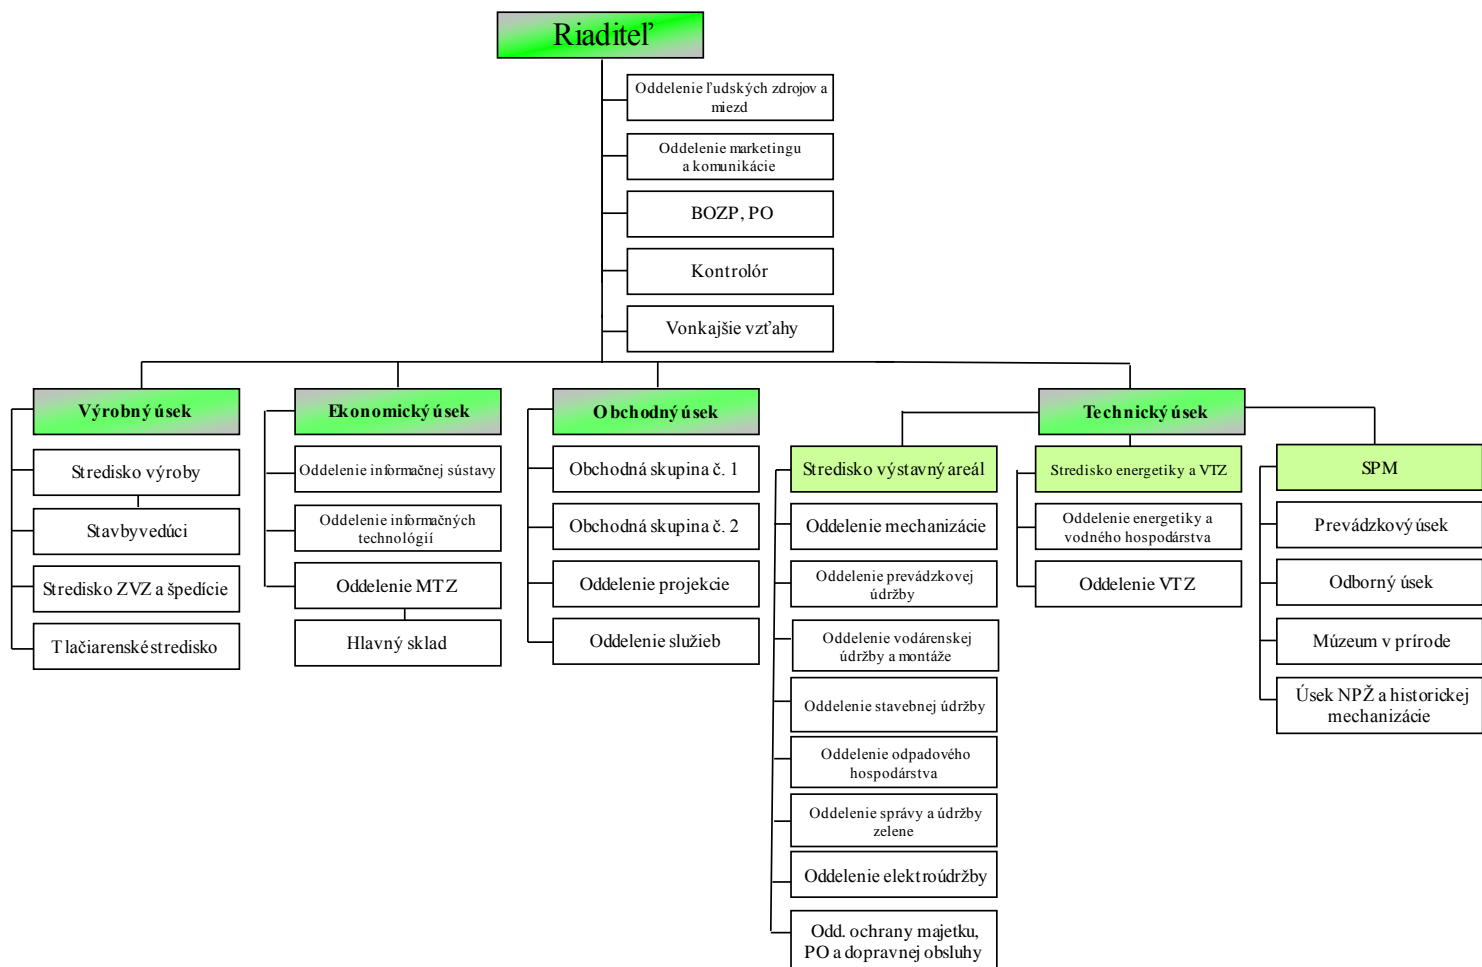 Riaditeľ
Oddelenie ľudských zdrojov a
miezd
Oddelenie marketingu
a komunikácie
BOZP, PO
Kontrolór
Vonkajšie vzťahy
Výrobný úsek
Stredisko výroby
Stavbyvedúci
Stredisko ZVZ a špedície
Tlačiarenské stredisko
Ekonomický úsek
Oddelenie informačnej sústavy
Oddelenie informačných
technológií
Oddelenie MTZ
Hlavný sklad
Obchodný úsek
Obchodná skupina č. 1
Obchodná skupina č. 2
Oddelenie projekcie
Oddelenie služieb
Technický úsek
Stredisko výstavný areál
Oddelenie mechanizácie
Oddelenie prevádzkovej
údržby
Oddelenie vodárenskej
údržby a montáže
Oddelenie stavebnej údržby
Oddelenie odpadového
hospodárstva
Oddelenie správy a údržby
zelene
Oddelenie elektroúdržby
Odd. ochrany majetku,
PO a dopravnej obsluhy
Stredisko energetiky a VTZ
Oddelenie energetiky a
vodného hospodárstva
Oddelenie VTZ
SPM
Prevádzkový úsek
Odborný úsek
Múzeum v prírode
Úsek NPŽ a historickej
mechanizácie